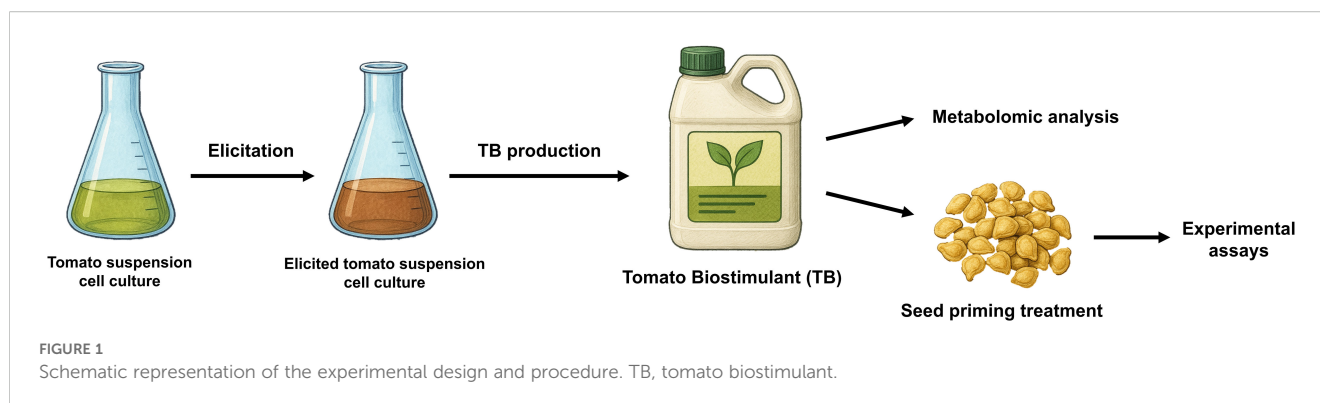 Elicitation
TB production
Metabolomic analysis
Tomato suspension
cell culture
Elicited tomato suspension
cell culture
Tomato Biostimulant (TB)
Seed priming treatment
Experimental
assays
FIGURE 1
Schematic representation of the experimental design and procedure. TB, tomato biostimulant.